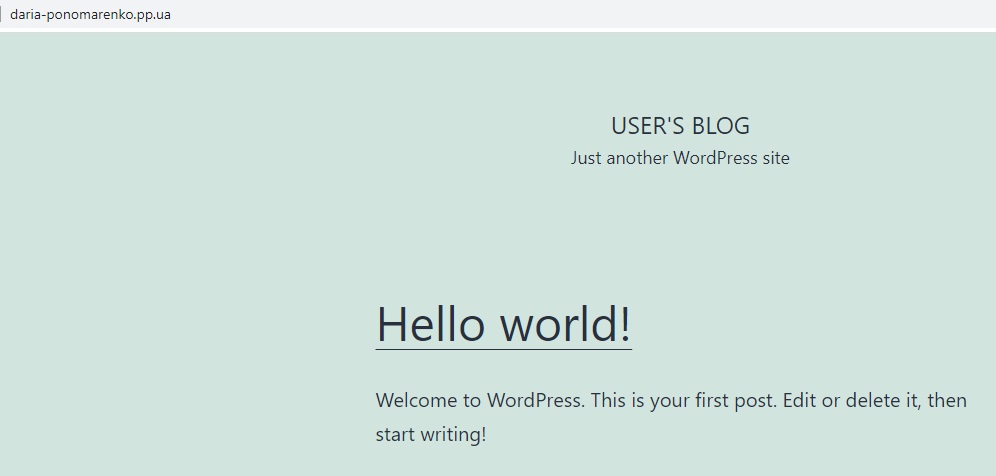 daria-ponomarenko.pp.ua
USER'S BLOG
Just another WordPress site
Hello world!
Welcome to WordPress. This is your first post. Edit or delete it, then
start writing!